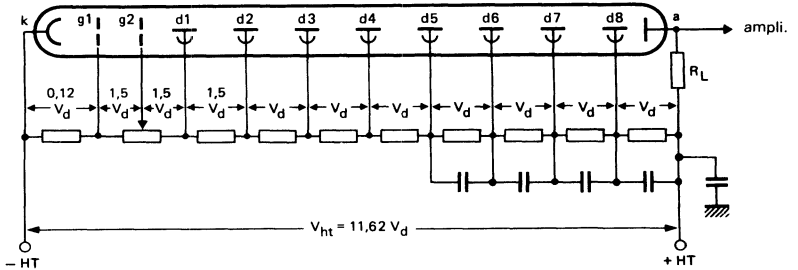 k g1 g2 d1 d2 d3 d4 d5 d6 d7 d8 a ampli.
R_L
0,12 1,5 1,5 1,5
V_d V_d V_d V_d V_d V_d V_d V_d V_d V_d V_d
V_ht = 11,62 V_d
– HT + HT